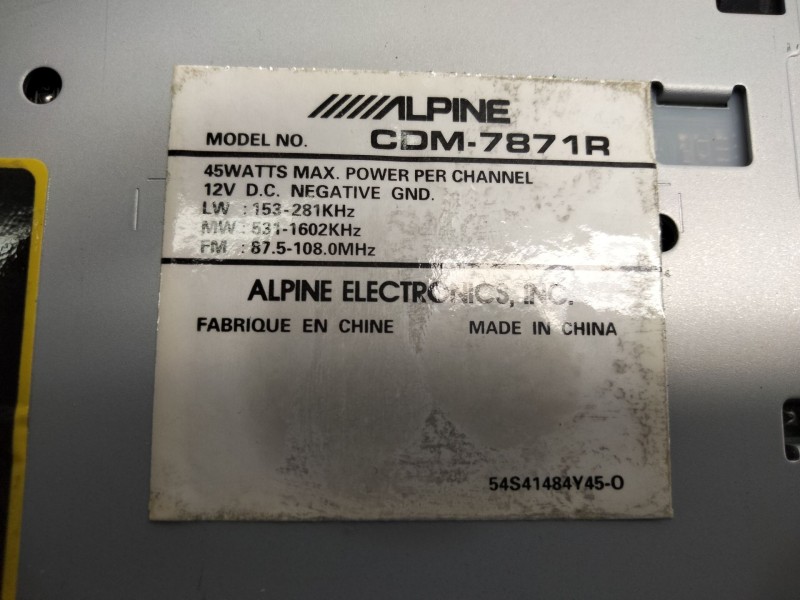 ALPINE
MODEL NO. CDM-7871R
45WATTS MAX. POWER PER CHANNEL
12V D.C. NEGATIVE GND.
LW : 153-281KHz
MW : 531-1602KHz
FM : 87.5-108.0MHz
ALPINE ELECTRONICS, INC.
FABRIQUE EN CHINE MADE IN CHINA
54S41484Y45-O